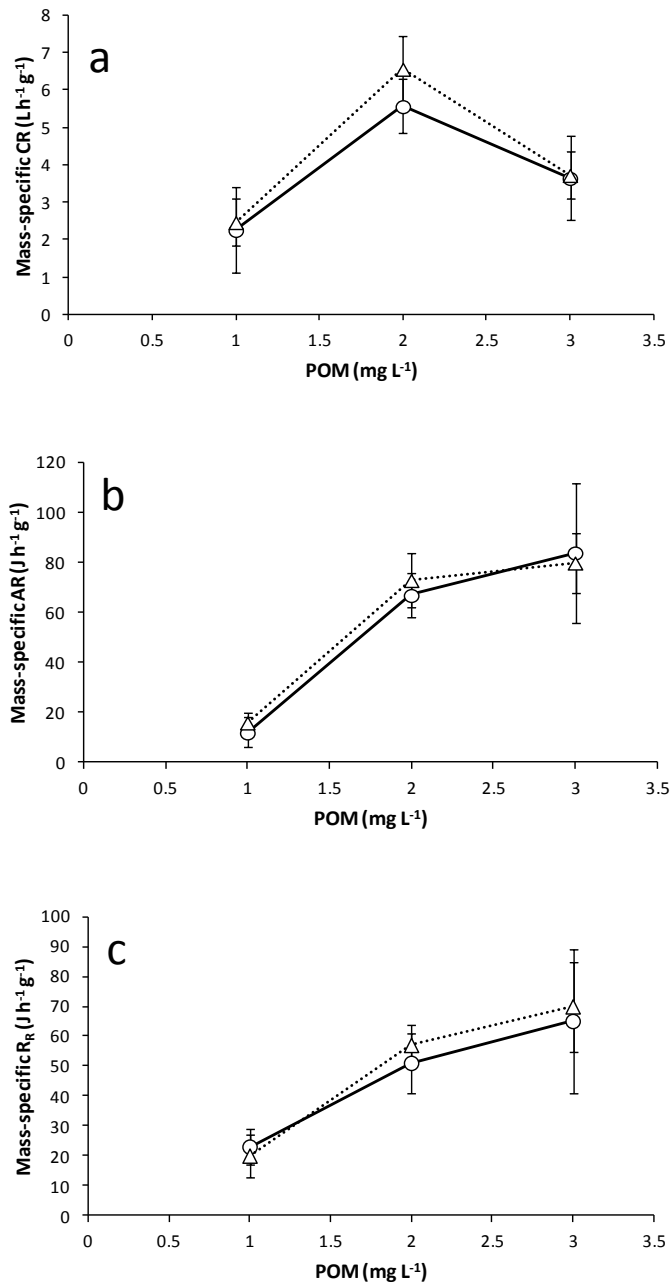 a
Mass-specific CR (L h-1 g-1)
8
7
6
5
4
3
2
1
0
0 0.5 1 1.5 2 2.5 3 3.5
POM (mg L-1)
b
Mass-specific AR (J h-1 g-1)
120
100
80
60
40
20
0
0 0.5 1 1.5 2 2.5 3 3.5
POM (mg L-1)
c
Mass-specific RR (J h-1 g-1)
100
90
80
70
60
50
40
30
20
10
0
0 0.5 1 1.5 2 2.5 3 3.5
POM (mg L-1)